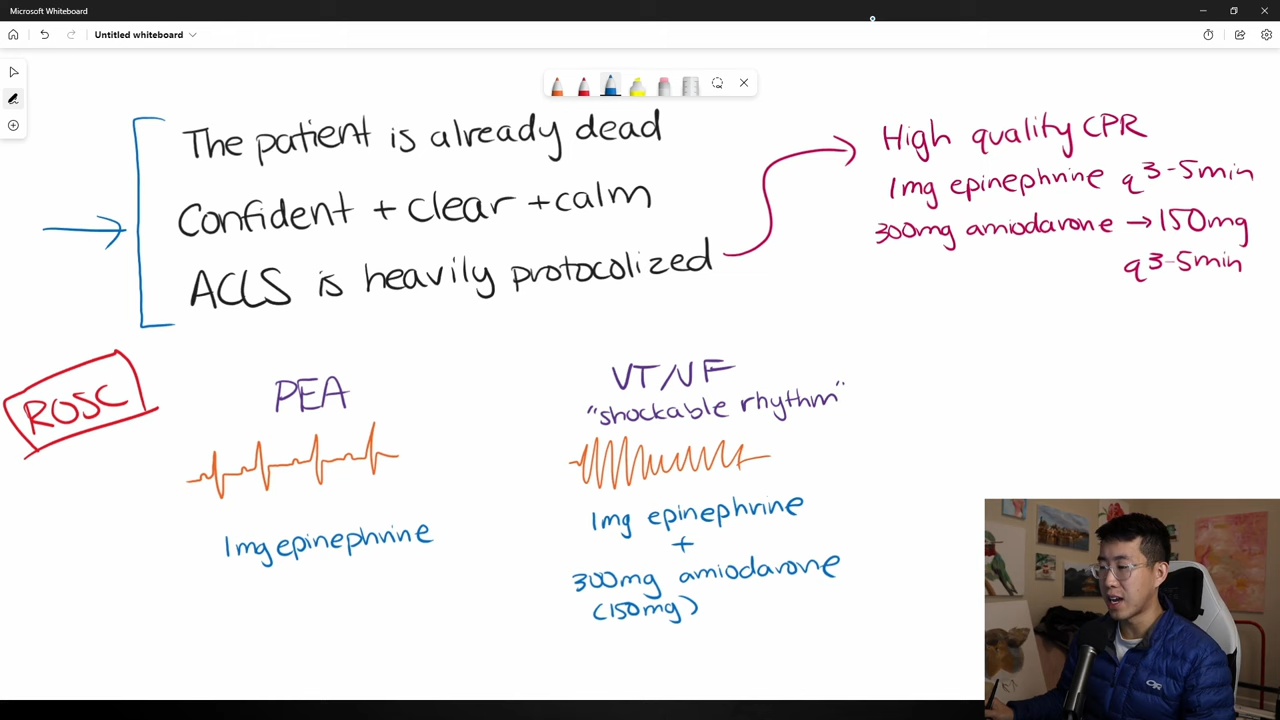 Microsoft Whiteboard
Untitled whiteboard
The patient is already dead
Confident + clear + calm
ACLS is heavily protocolized
High quality CPR
1mg epinephrine q3-5min
300mg amiodarone → 150mg
q3-5min
ROSC
PEA
1mg epinephrine
VT/VF
"shockable rhythm"
1mg epinephrine
+
300mg amiodarone
(150mg)